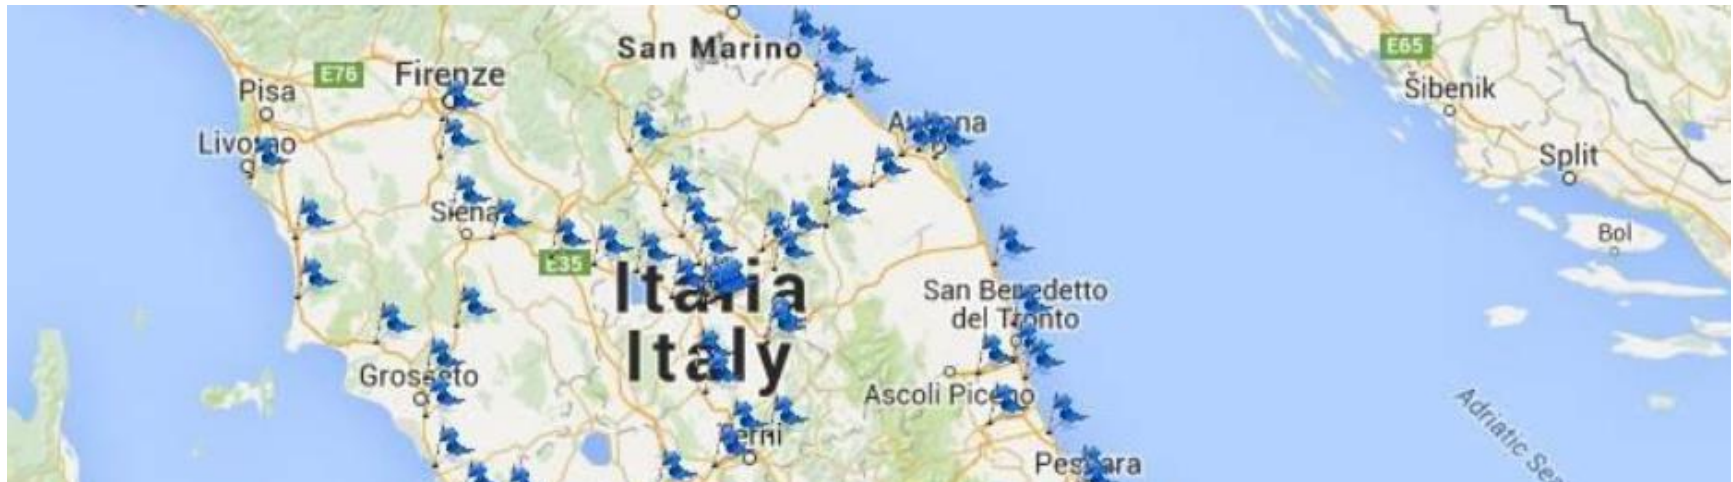 San Marino
E65
E76
Firenze
Pisa
Šibenik
Ancona
Livorno
Split
Siena
Bol
E35
Italia
Italy
San Benedetto
del Tronto
Grosseto
Ascoli Piceno
Adriatic Sea
Terni
Pescara